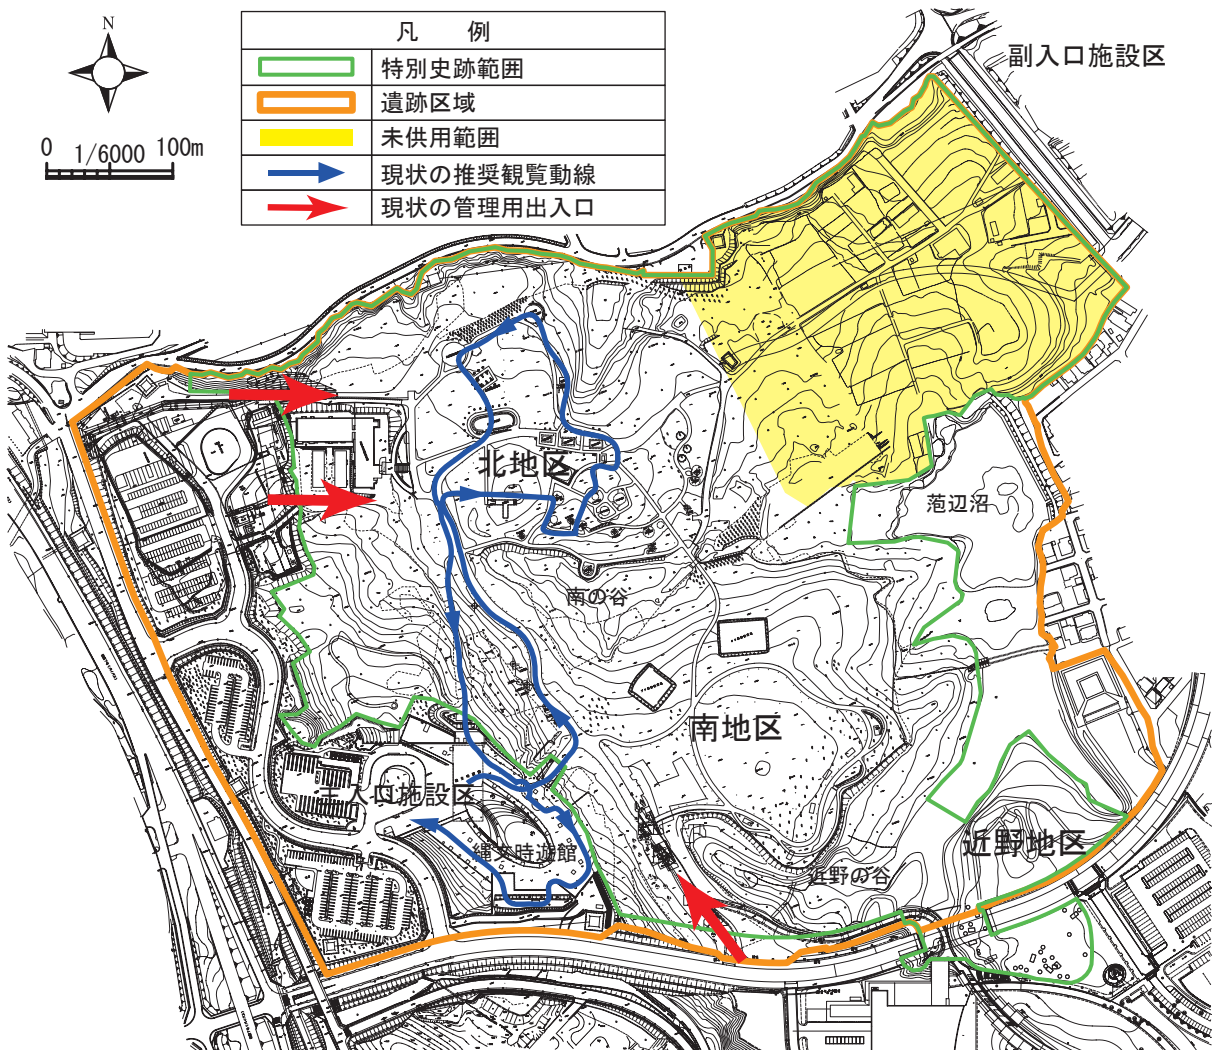 N
0 1/6000 100m
凡 例
特別史跡範囲
遺跡区域
未供用範囲
現状の推奨観覧動線
現状の管理用出入口
副入口施設区
北地区
菰辺沼
南の谷
南地区
主入口施設区
縄文時遊館
近野の谷
近野地区